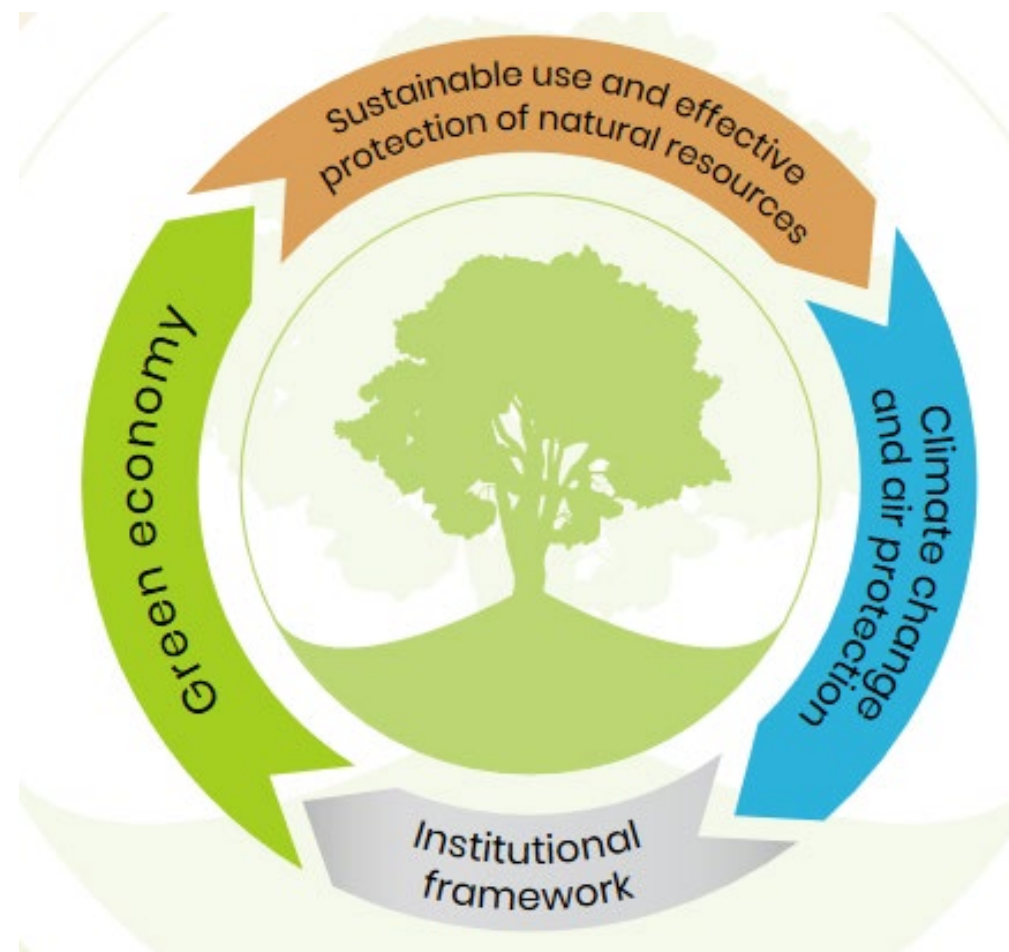 Sustainable use and effective
protection of natural resources
Climate change
and air protection
Institutional
framework
Green economy